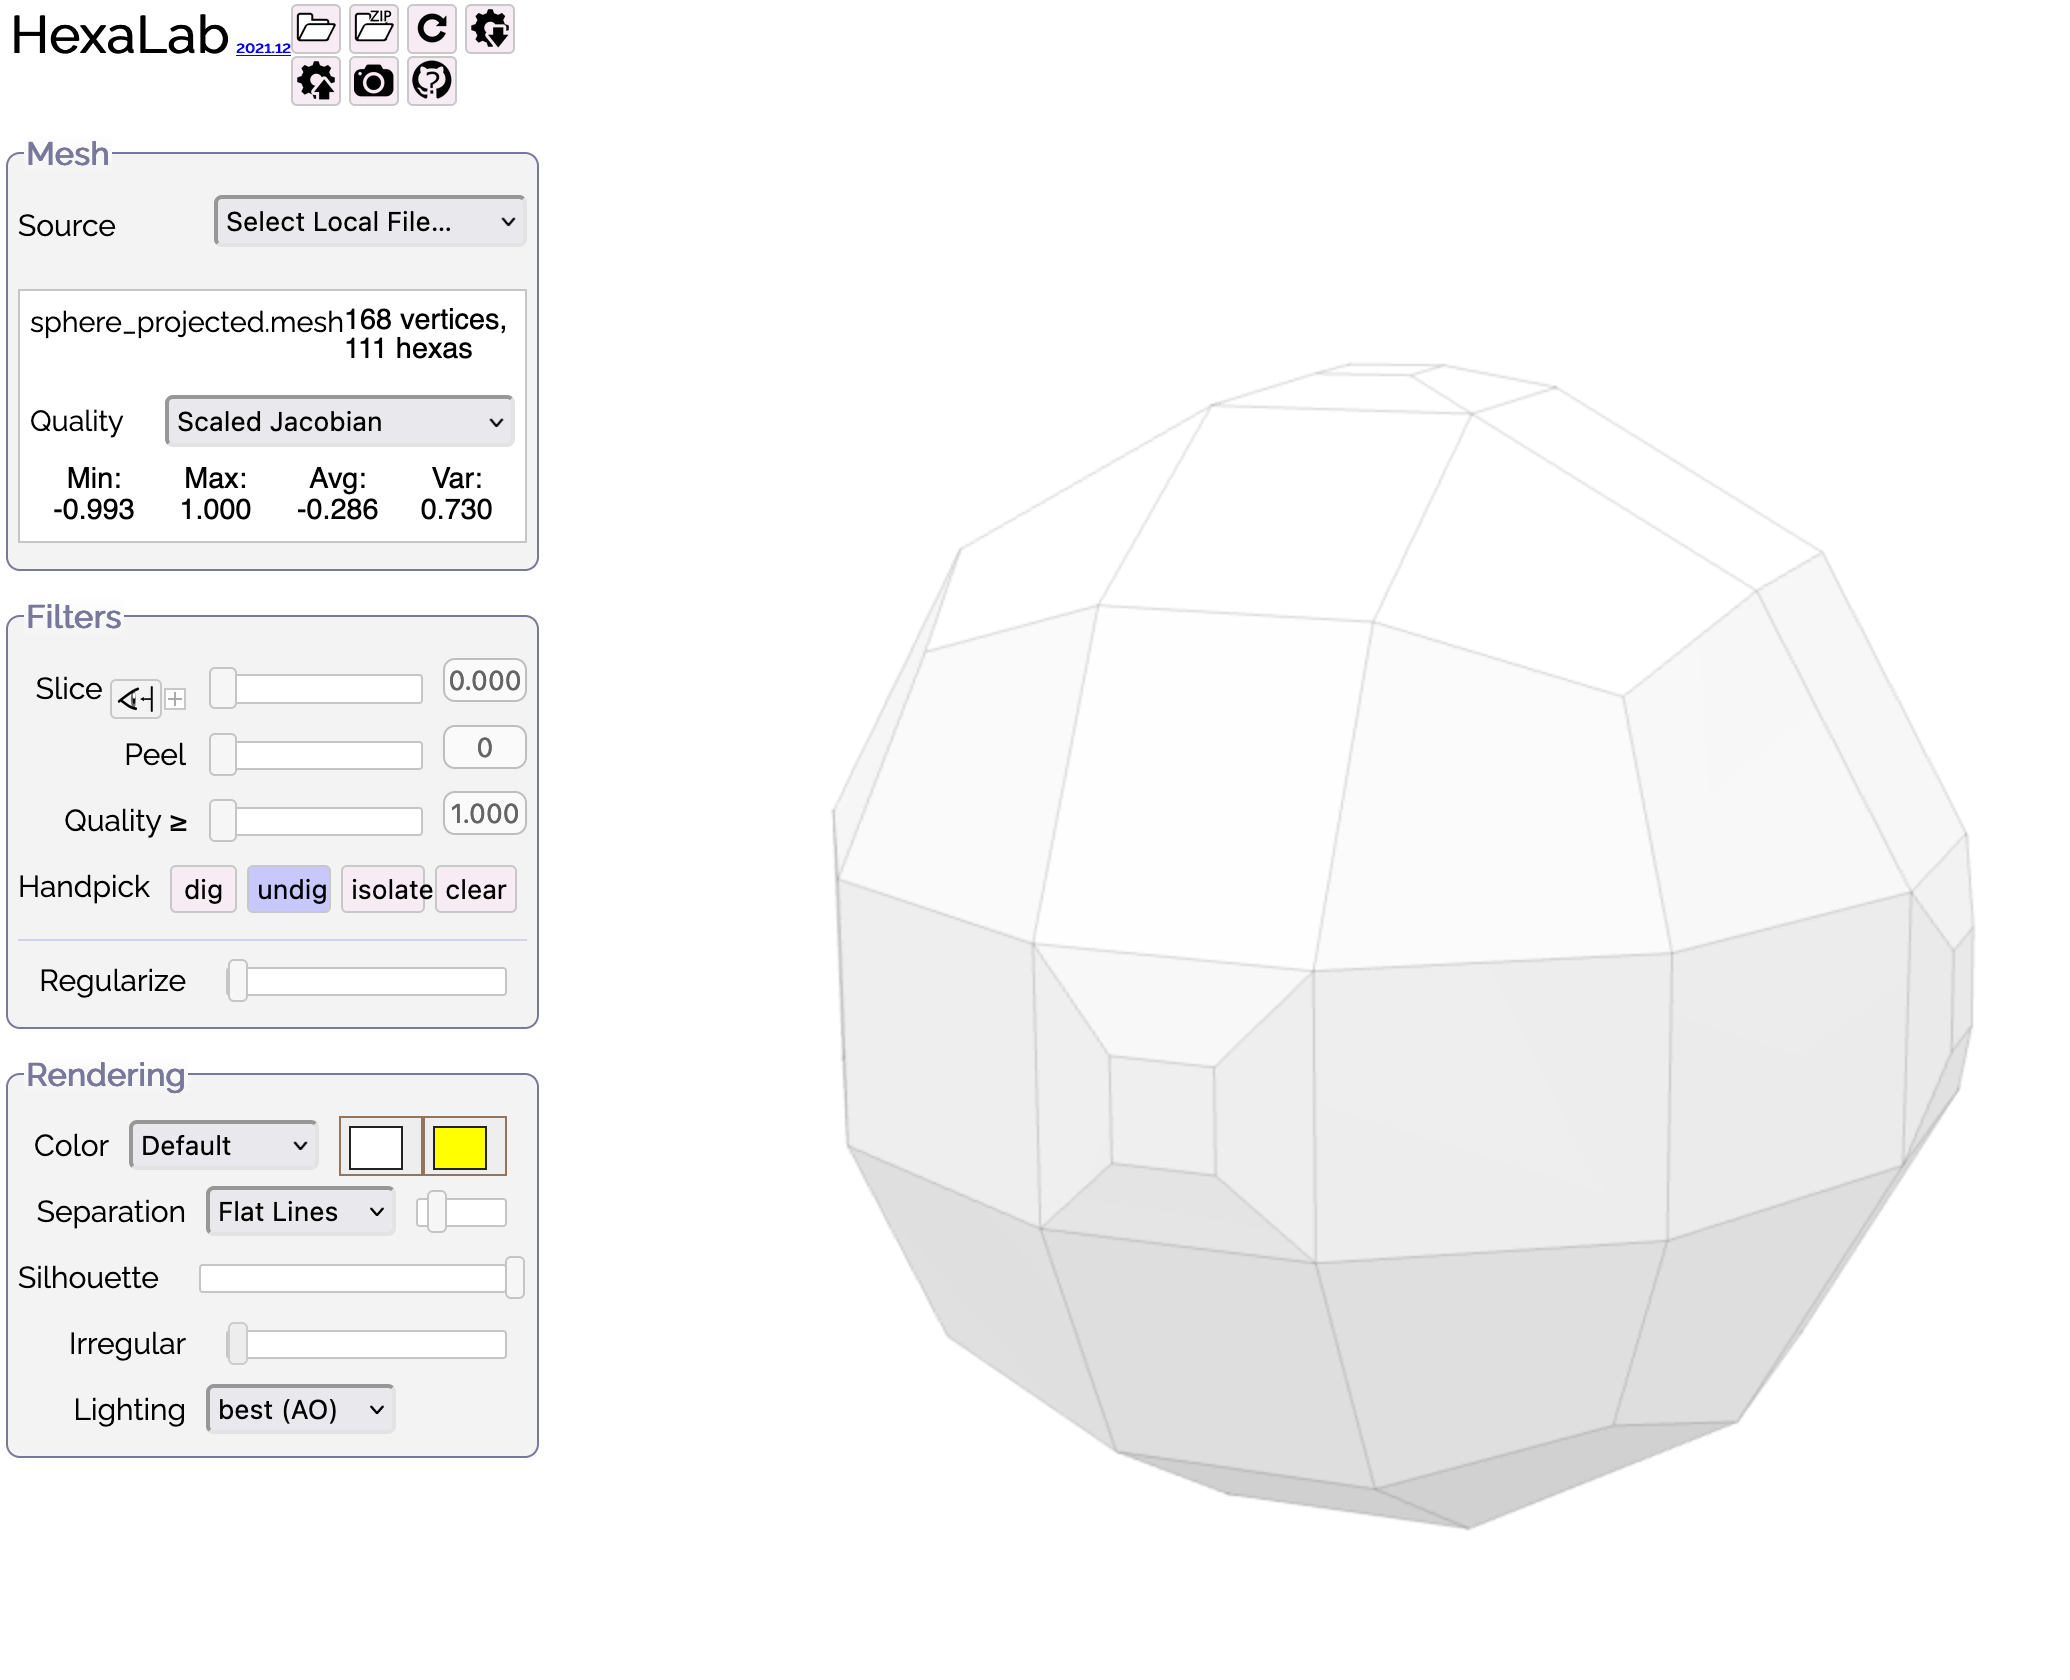 HexaLab 2021.12
ZIP
Mesh
Source Select Local File...
sphere_projected.mesh 168 vertices,
111 hexas
Quality Scaled Jacobian
Min: Max: Avg: Var:
-0.993 1.000 -0.286 0.730
Filters
Slice 0.000
Peel 0
Quality ≥ 1.000
Handpick dig undig isolate clear
Regularize
Rendering
Color Default
Separation Flat Lines
Silhouette
Irregular
Lighting best (AO)